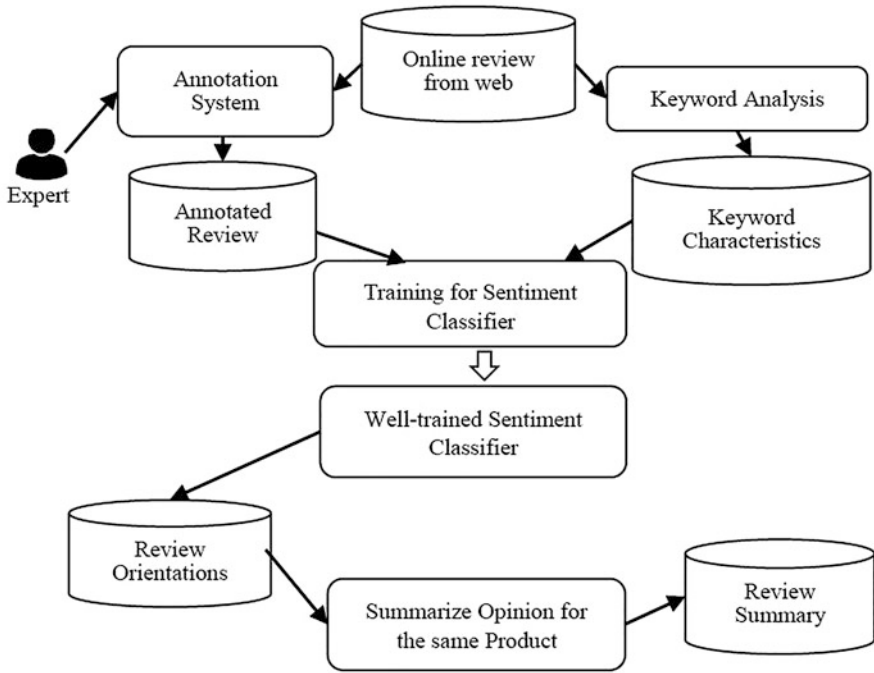 Annotation
System
Online review
from web
Keyword Analysis
Expert
Annotated
Review
Keyword
Characteristics
Training for Sentiment
Classifier
Well-trained Sentiment
Classifier
Review
Orientations
Summarize Opinion for
the same Product
Review
Summary